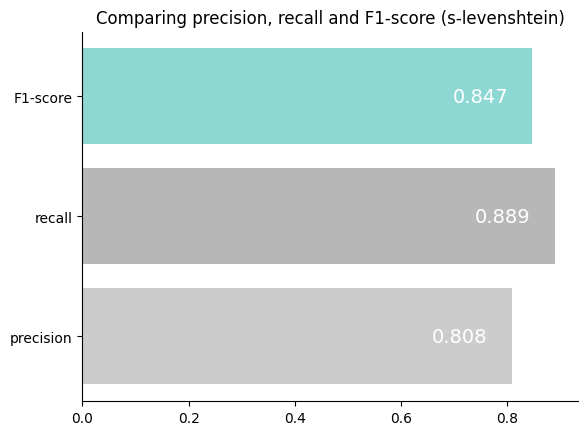 Comparing precision, recall and F1-score (s-levenshtein)
F1-score
0.847
recall
0.889
precision
0.808
0.0 0.2 0.4 0.6 0.8